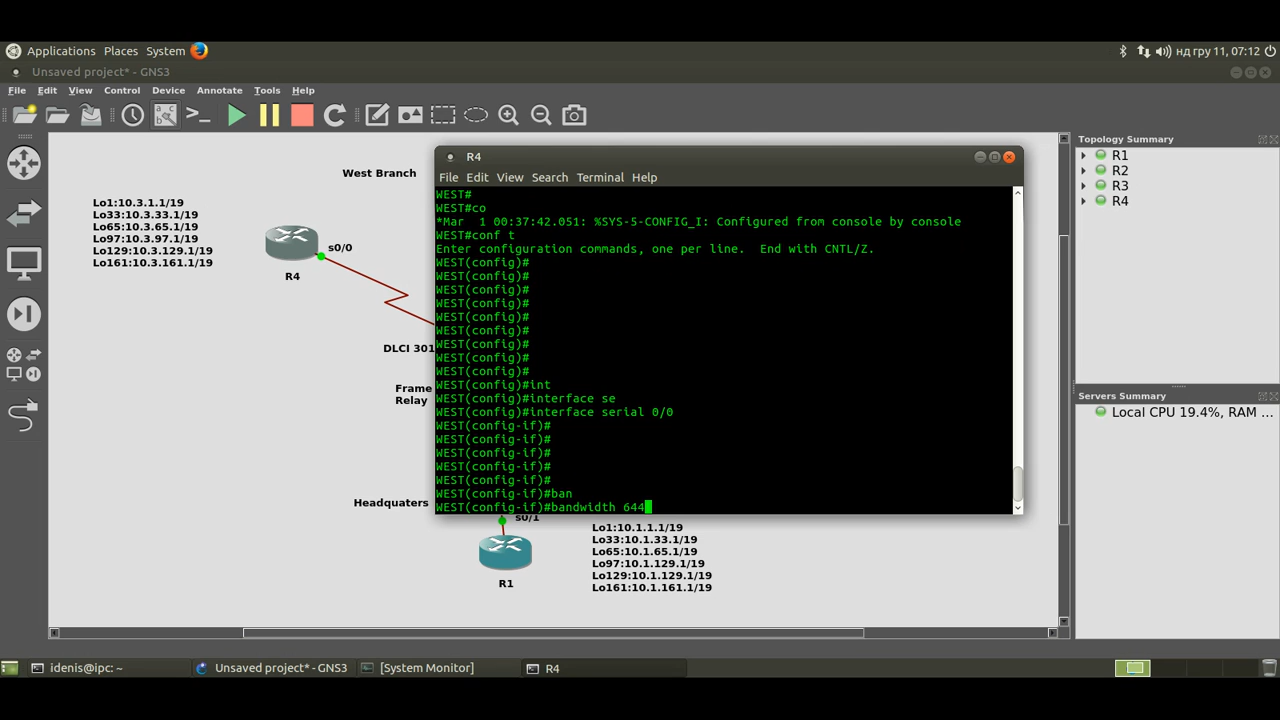 Applications Places System
нд гру 11, 07:12
Unsaved project* - GNS3
File Edit View Control Device Annotate Tools Help
West Branch
Lo1:10.3.1.1/19
Lo33:10.3.33.1/19
Lo65:10.3.65.1/19
Lo97:10.3.97.1/19
Lo129:10.3.129.1/19
Lo161:10.3.161.1/19
s0/0
R4
DLCI 301
Frame
Relay
Headquaters
s0/1
R1
Lo1:10.1.1.1/19
Lo33:10.1.33.1/19
Lo65:10.1.65.1/19
Lo97:10.1.129.1/19
Lo129:10.1.129.1/19
Lo161:10.1.161.1/19
R4
File Edit View Search Terminal Help
WEST#
WEST#co
*Mar  1 00:37:42.051: %SYS-5-CONFIG_I: Configured from console by console
WEST#conf t
Enter configuration commands, one per line.  End with CNTL/Z.
WEST(config)#
WEST(config)#
WEST(config)#
WEST(config)#
WEST(config)#
WEST(config)#
WEST(config)#
WEST(config)#
WEST(config)#
WEST(config)#int
WEST(config)#interface se
WEST(config)#interface serial 0/0
WEST(config-if)#
WEST(config-if)#
WEST(config-if)#
WEST(config-if)#
WEST(config-if)#
WEST(config-if)#ban
WEST(config-if)#bandwidth 644
Topology Summary
R1
R2
R3
R4
Servers Summary
Local CPU 19.4%, RAM ...
idenis@ipc: ~
Unsaved project* - GNS3
[System Monitor]
R4